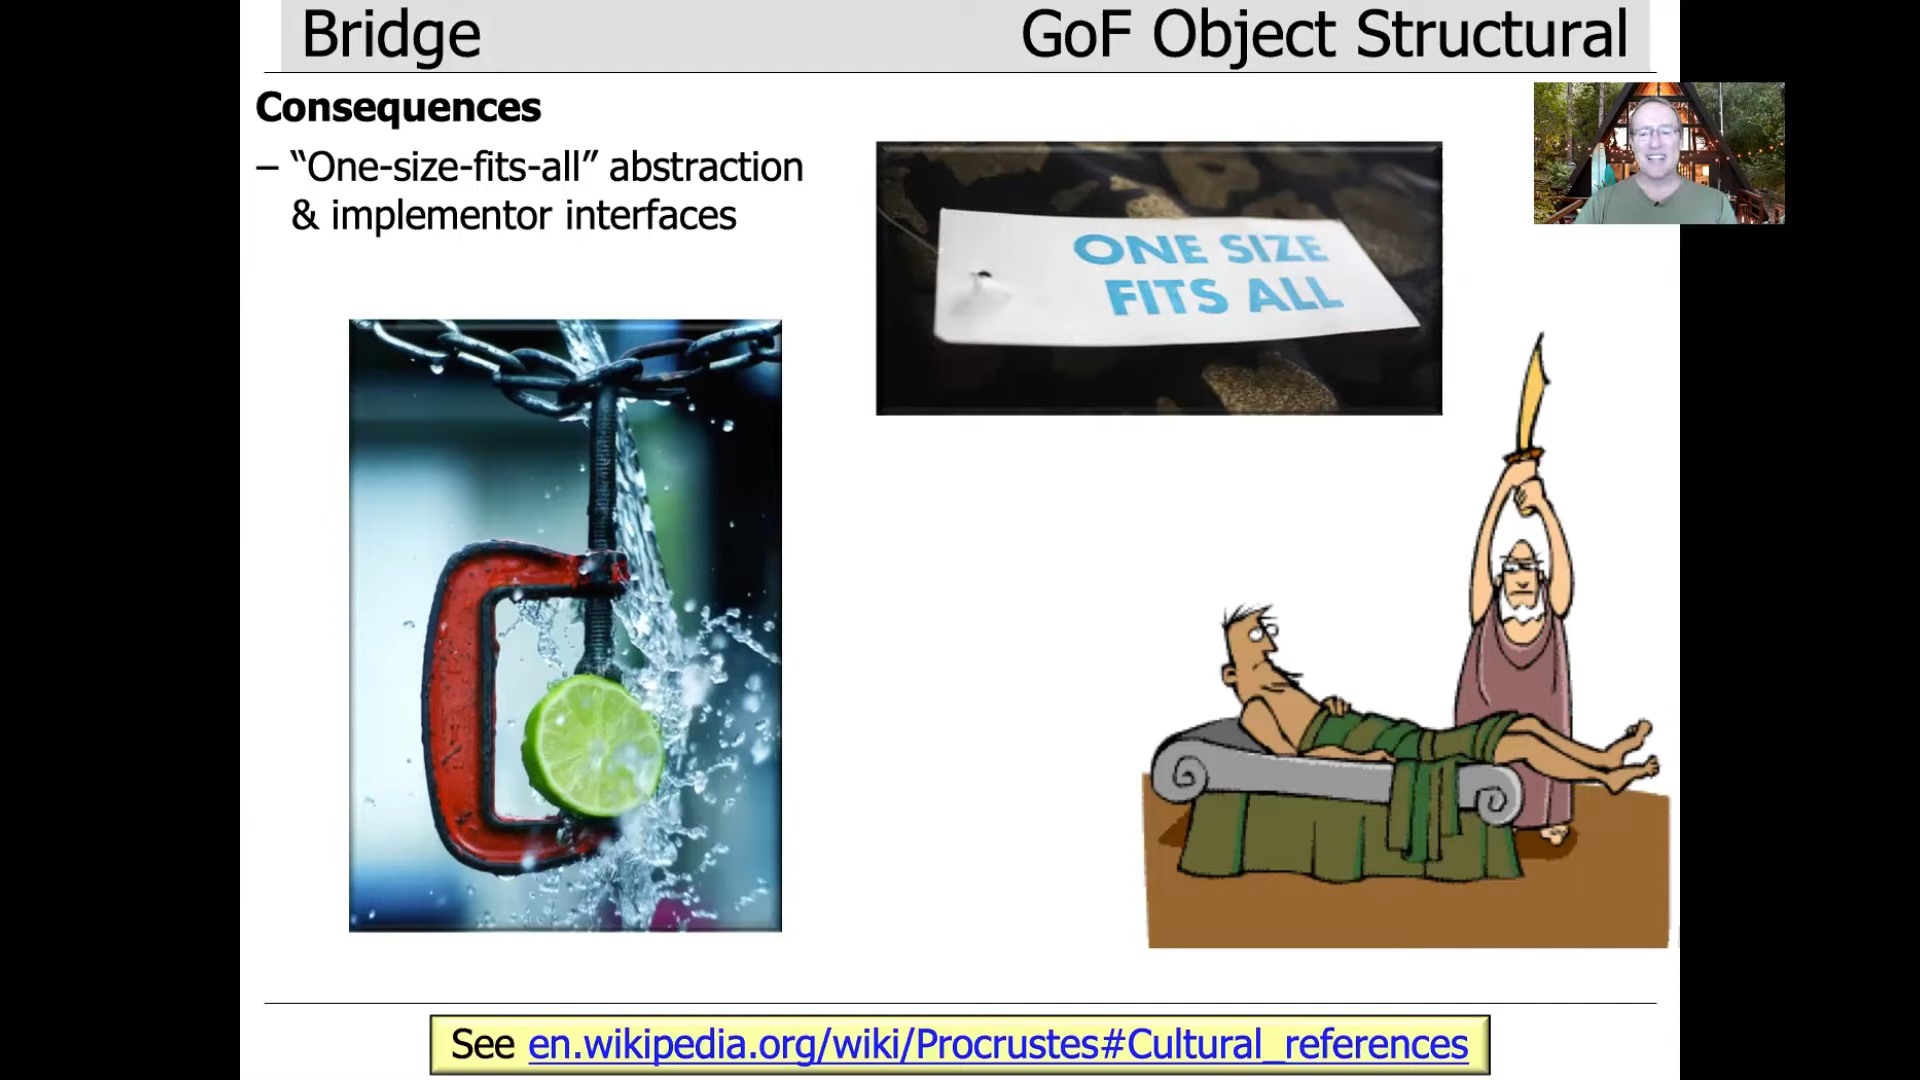 Bridge GoF Object Structural
Consequences
– “One-size-fits-all” abstraction
& implementor interfaces
ONE SIZE
FITS ALL
See en.wikipedia.org/wiki/Procrustes#Cultural_references